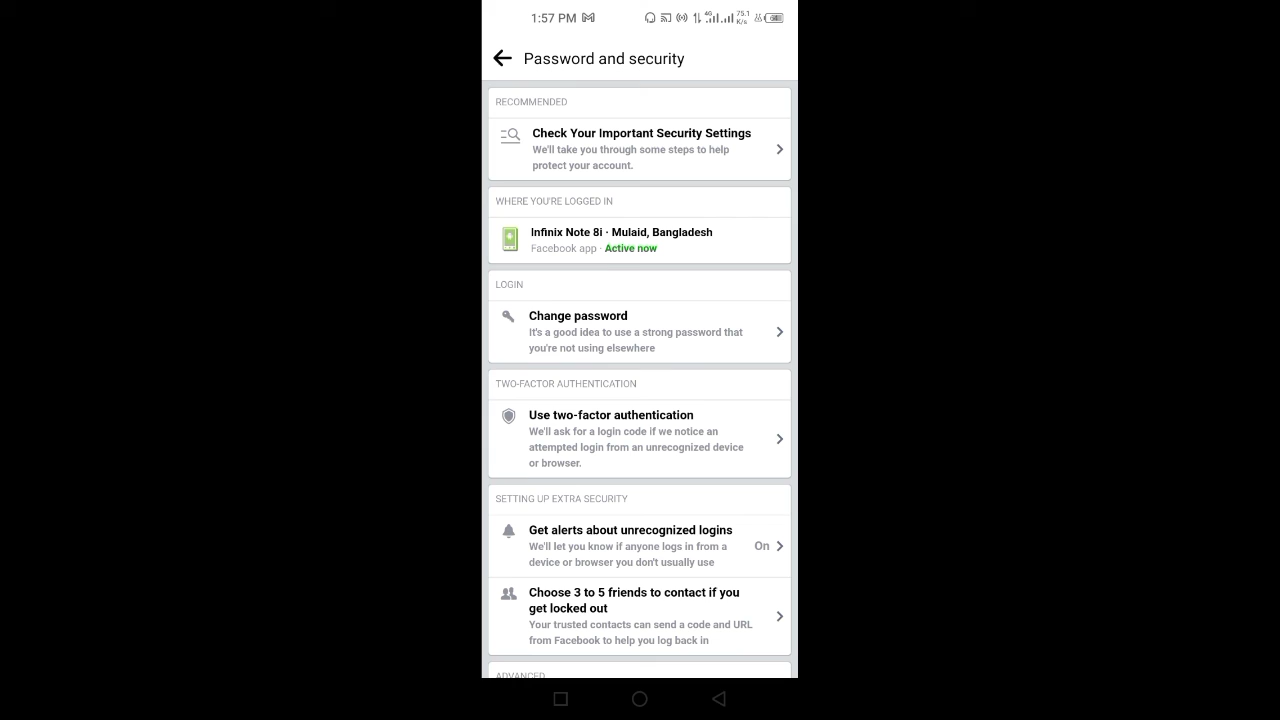 1:57 PM
4G
75.1
K/s
Password and security
RECOMMENDED
Check Your Important Security Settings
We'll take you through some steps to help
protect your account.
WHERE YOU'RE LOGGED IN
Infinix Note 8i · Mulaid, Bangladesh
Facebook app · Active now
LOGIN
Change password
It's a good idea to use a strong password that
you're not using elsewhere
TWO-FACTOR AUTHENTICATION
Use two-factor authentication
We'll ask for a login code if we notice an
attempted login from an unrecognized device
or browser.
SETTING UP EXTRA SECURITY
Get alerts about unrecognized logins
We'll let you know if anyone logs in from a
On
device or browser you don't usually use
Choose 3 to 5 friends to contact if you
get locked out
Your trusted contacts can send a code and URL
from Facebook to help you log back in
ADVANCED